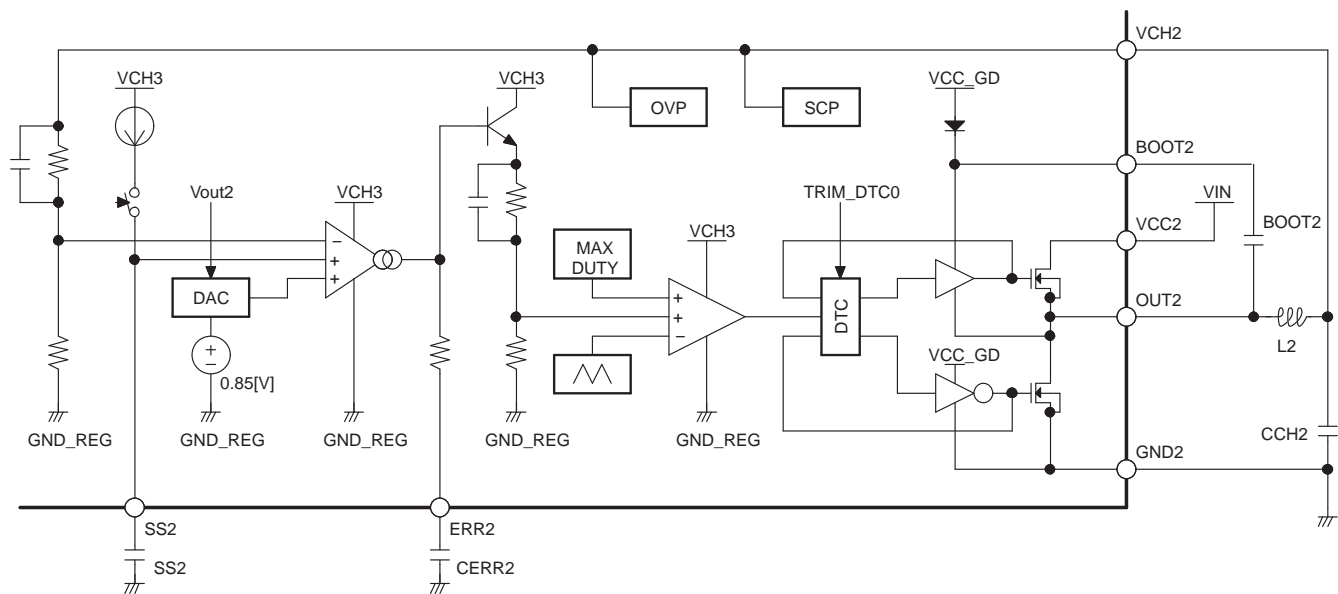 VCH2
VCH3
VCH3
VCC_GD
OVP
SCP
BOOT2
Vout2
VCH3
TRIM_DTC0
VIN
VCC2
BOOT2
VCH3
MAX
DUTY
−
+
+
DAC
+
+
−
DTC
OUT2
L2
+
−
0.85[V]
VCC_GD
GND_REG
GND_REG
GND_REG
GND_REG
GND_REG
CCH2
GND2
SS2
ERR2
SS2
CERR2